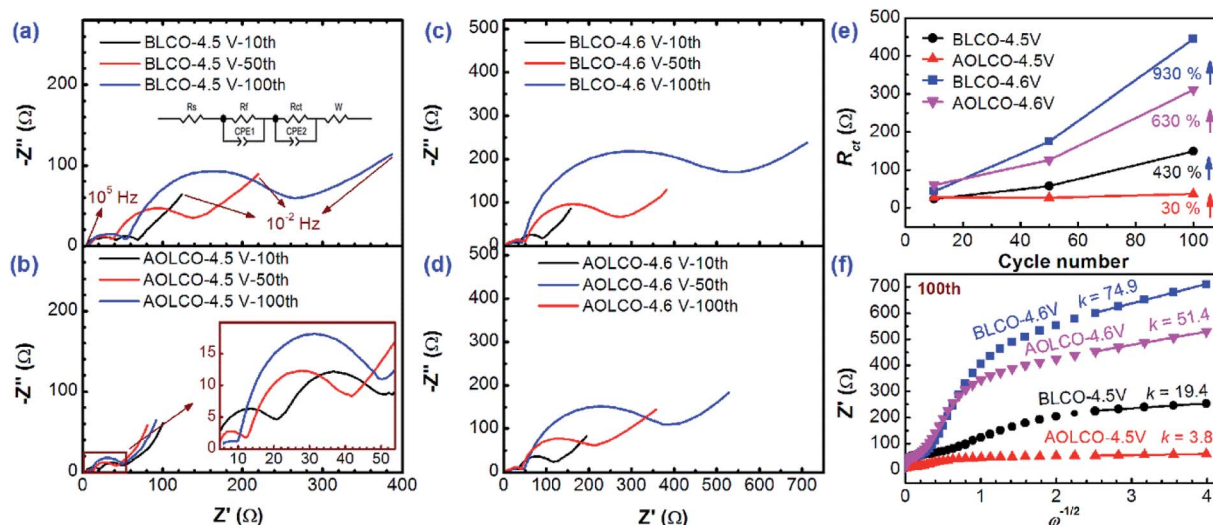 (a)
BLCO-4.5 V-10th
BLCO-4.5 V-50th
BLCO-4.5 V-100th
Rs Rf Rct W
CPE1 CPE2
10⁵ Hz
10⁻² Hz
-Z'' (Ω)
200
100
0
(b)
AOLCO-4.5 V-10th
AOLCO-4.5 V-50th
AOLCO-4.5 V-100th
15
10
5
0
10 20 30 40 50
-Z'' (Ω)
200
100
0
0 100 200 300 400
Z' (Ω)
(c)
BLCO-4.6 V-10th
BLCO-4.6 V-50th
BLCO-4.6 V-100th
-Z'' (Ω)
500
400
300
200
100
0
(d)
AOLCO-4.6 V-10th
AOLCO-4.6 V-50th
AOLCO-4.6 V-100th
-Z'' (Ω)
500
400
300
200
100
0
0 100 200 300 400 500 600 700
Z' (Ω)
(e)
BLCO-4.5V
AOLCO-4.5V
BLCO-4.6V
AOLCO-4.6V
930 %
630 %
430 %
30 %
Rct (Ω)
500
450
400
350
300
250
200
150
100
50
0
0 20 40 60 80 100
Cycle number
(f)
100th
BLCO-4.6V k = 74.9
AOLCO-4.6V k = 51.4
BLCO-4.5V k = 19.4
AOLCO-4.5V k = 3.8
Z' (Ω)
700
600
500
400
300
200
100
0
0 1 2 3 4
ω⁻¹/²